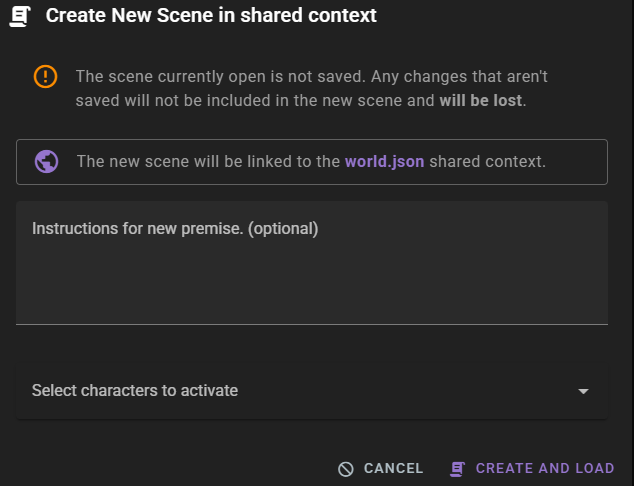 Create New Scene in shared context
The scene currently open is not saved. Any changes that aren't
saved will not be included in the new scene and will be lost.
The new scene will be linked to the world.json shared context.
Instructions for new premise. (optional)
Select characters to activate
CANCEL
CREATE AND LOAD